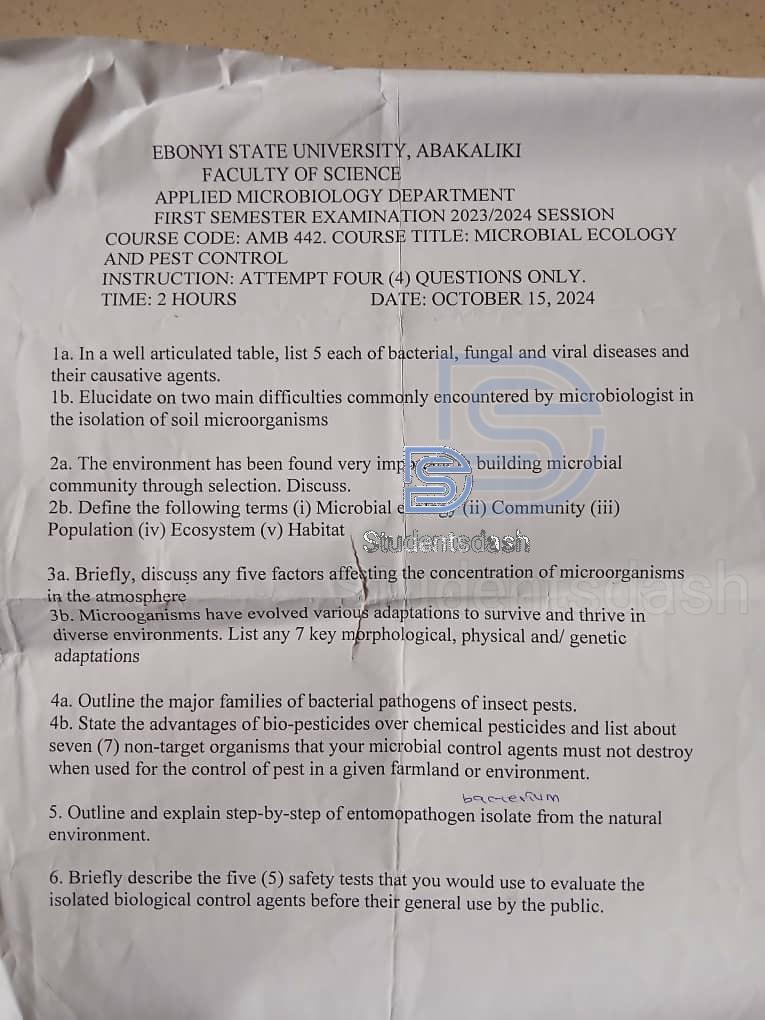 EBONYI STATE UNIVERSITY, ABAKALIKI
FACULTY OF SCIENCE
APPLIED MICROBIOLOGY DEPARTMENT
FIRST SEMESTER EXAMINATION 2023/2024 SESSION
COURSE CODE: AMB 442. COURSE TITLE: MICROBIAL ECOLOGY
AND PEST CONTROL
INSTRUCTION: ATTEMPT FOUR (4) QUESTIONS ONLY.
TIME: 2 HOURS DATE: OCTOBER 15, 2024
1a. In a well articulated table, list 5 each of bacterial, fungal and viral diseases and
their causative agents.
1b. Elucidate on two main difficulties commonly encountered by microbiologist in
the isolation of soil microorganisms
2a. The environment has been found very building microbial
community through selection. Discuss.
2b. Define the following terms (i) Microbial (ii) Community (iii)
Population (iv) Ecosystem (v) Habitat
Studentsdash
3a. Briefly, discuss any five factors affecting the concentration of microorganisms
in the atmosphere
3b. Microoganisms have evolved various adaptations to survive and thrive in
diverse environments. List any 7 key morphological, physical and/ genetic
adaptations
4a. Outline the major families of bacterial pathogens of insect pests.
4b. State the advantages of bio-pesticides over chemical pesticides and list about
seven (7) non-target organisms that your microbial control agents must not destroy
when used for the control of pest in a given farmland or environment.
bacterium
5. Outline and explain step-by-step of entomopathogen isolate from the natural
environment.
6. Briefly describe the five (5) safety tests that you would use to evaluate the
isolated biological control agents before their general use by the public.